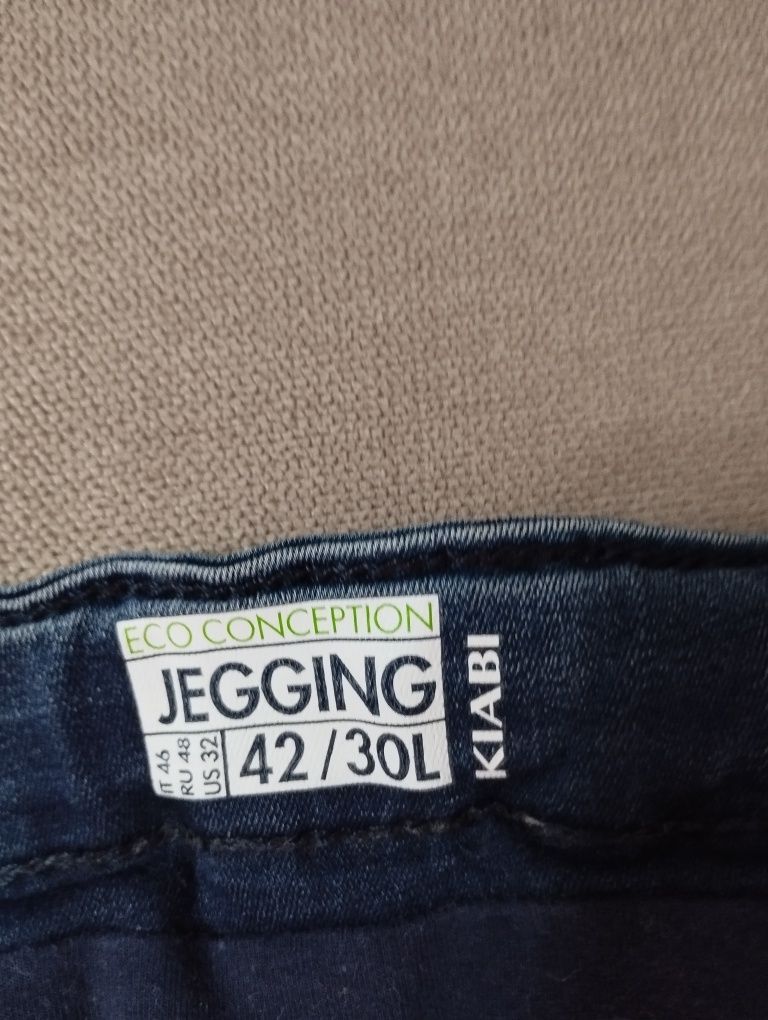 ECO CONCEPTION
JEGGING
IT 46
RU 48
US 32
42/30L
KIABI